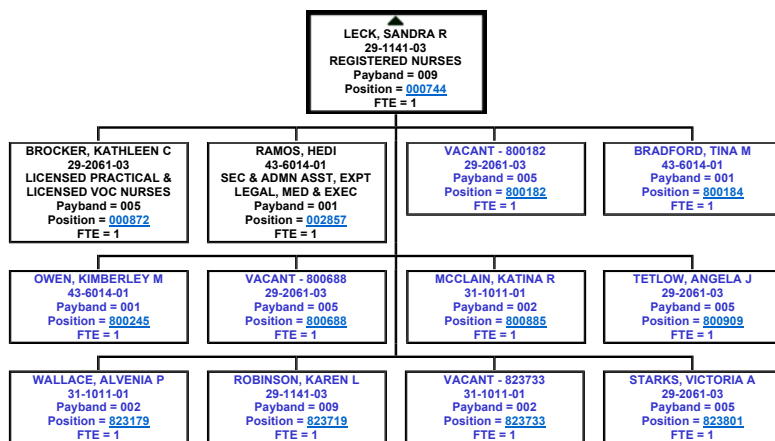 LECK, SANDRA R
29-1141-03
REGISTERED NURSES
Payband = 009
Position = 000744
FTE = 1
BROCKER, KATHLEEN C
29-2061-03
LICENSED PRACTICAL &
LICENSED VOC NURSES
Payband = 005
Position = 000872
FTE = 1
RAMOS, HEDI
43-6014-01
SEC & ADMN ASST, EXPT
LEGAL, MED & EXEC
Payband = 001
Position = 002857
FTE = 1
VACANT - 800182
29-2061-03
Payband = 005
Position = 800182
FTE = 1
BRADFORD, TINA M
43-6014-01
Payband = 001
Position = 800184
FTE = 1
OWEN, KIMBERLEY M
43-6014-01
Payband = 001
Position = 800245
FTE = 1
VACANT - 800688
29-2061-03
Payband = 005
Position = 800688
FTE = 1
MCCLAIN, KATINA R
31-1011-01
Payband = 002
Position = 800885
FTE = 1
TETLOW, ANGELA J
29-2061-03
Payband = 005
Position = 800909
FTE = 1
WALLACE, ALVENIA P
31-1011-01
Payband = 002
Position = 823179
FTE = 1
ROBINSON, KAREN L
29-1141-03
Payband = 009
Position = 823719
FTE = 1
VACANT - 823733
31-1011-01
Payband = 002
Position = 823733
FTE = 1
STARKS, VICTORIA A
29-2061-03
Payband = 005
Position = 823801
FTE = 1